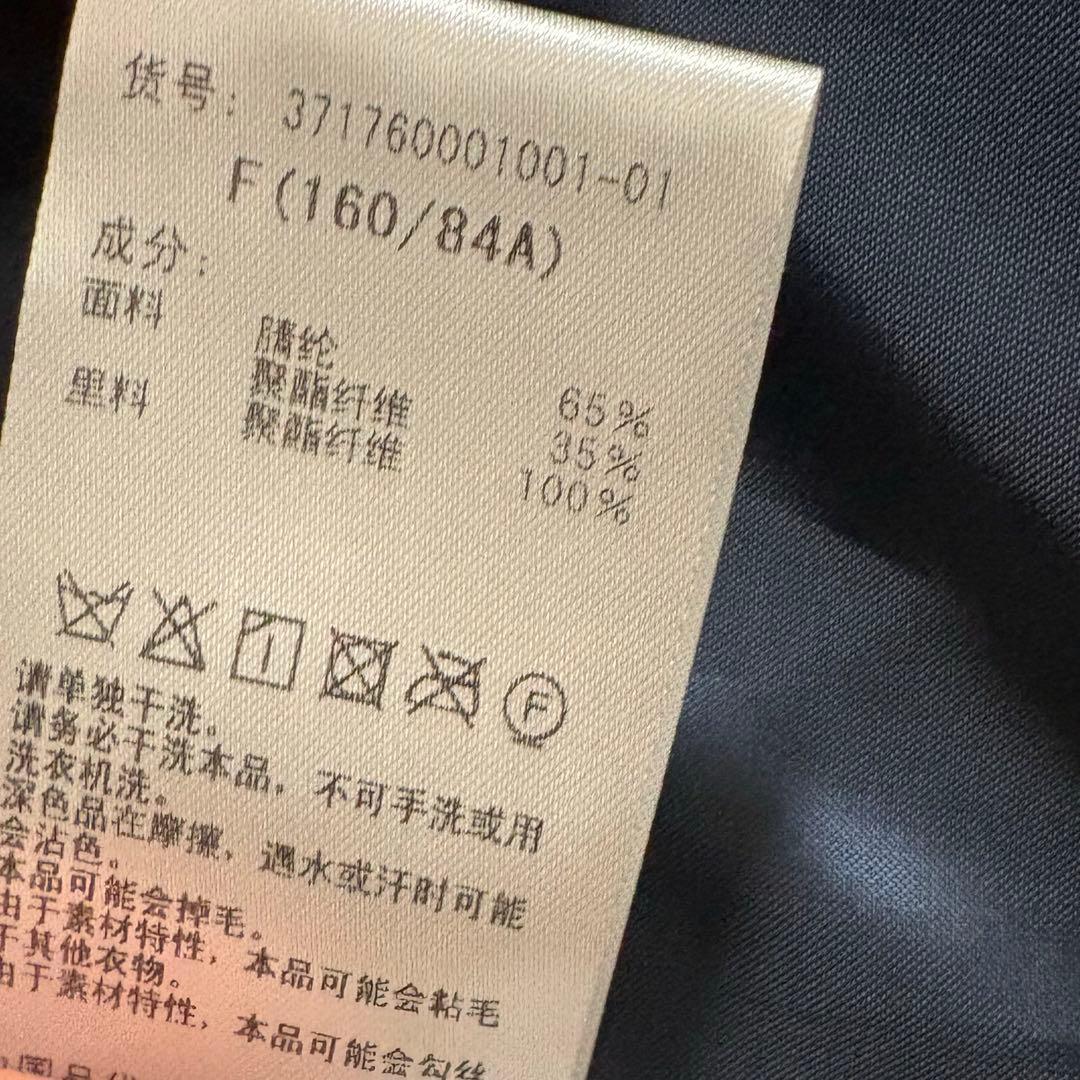 货号: 371760001001-01
F(160/84A)
成分:
面料
腈纶 65%
聚酯纤维 35%
里料 聚酯纤维 100%
F
请单独干洗。
请务必干洗本品，不可手洗或用
洗衣机洗。
深色品在摩擦，遇水或汗时可能
会沾色。
本品可能会掉毛。
由于素材特性，本品可能会粘毛
于其他衣物。
由于素材特性，本品可能会勾丝